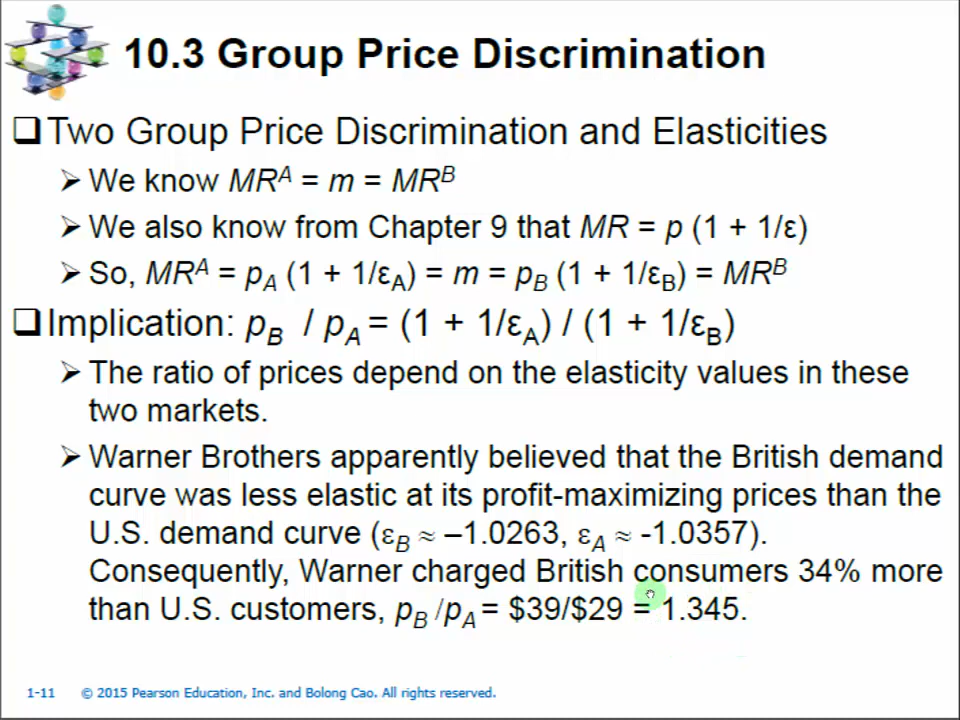 10.3 Group Price Discrimination
❑Two Group Price Discrimination and Elasticities
➢ We know MR^A = m = MR^B
➢ We also know from Chapter 9 that MR = p (1 + 1/ε)
➢ So, MR^A = p_A (1 + 1/ε_A) = m = p_B (1 + 1/ε_B) = MR^B
❑Implication: p_B / p_A = (1 + 1/ε_A) / (1 + 1/ε_B)
➢ The ratio of prices depend on the elasticity values in these
two markets.
➢ Warner Brothers apparently believed that the British demand
curve was less elastic at its profit-maximizing prices than the
U.S. demand curve (ε_B ≈ –1.0263, ε_A ≈ -1.0357).
Consequently, Warner charged British consumers 34% more
than U.S. customers, p_B /p_A = $39/$29 = 1.345.
1-11 © 2015 Pearson Education, Inc. and Bolong Cao. All rights reserved.